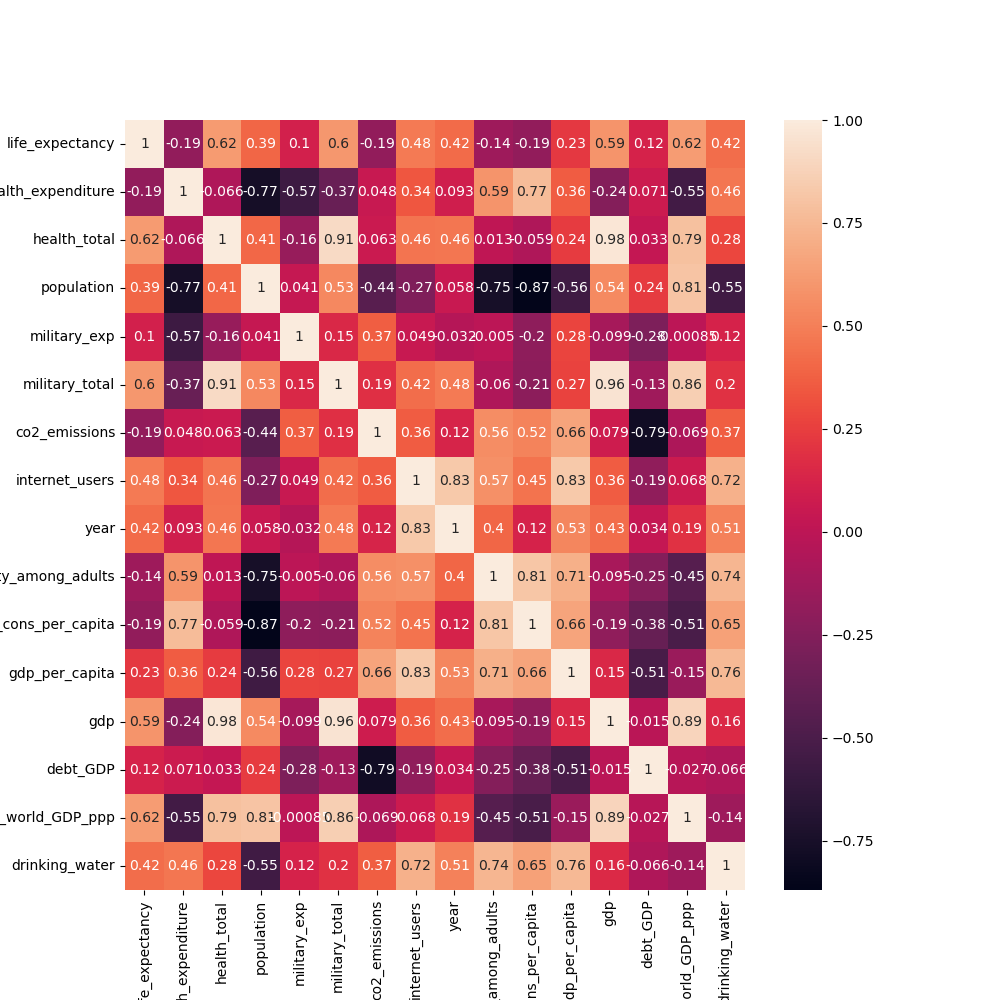 life_expectancy 1 -0.19 0.62 0.39 0.1 0.6 -0.19 0.48 0.42 -0.14 -0.19 0.23 0.59 0.12 0.62 0.42
alth_expenditure -0.19 1 -0.066 -0.77 -0.57 -0.37 0.048 0.34 0.093 0.59 0.77 0.36 -0.24 0.071 -0.55 0.46
health_total 0.62 -0.066 1 0.41 -0.16 0.91 0.063 0.46 0.46 0.013 -0.059 0.24 0.98 0.033 0.79 0.28
population 0.39 -0.77 0.41 1 0.041 0.53 -0.44 -0.27 0.058 -0.75 -0.87 -0.56 0.54 0.24 0.81 -0.55
military_exp 0.1 -0.57 -0.16 0.041 1 0.15 0.37 0.049 -0.032 -0.005 -0.2 0.28 -0.099 -0.28 0.12
military_total 0.6 -0.37 0.91 0.53 0.15 1 0.19 0.42 0.48 -0.06 -0.21 0.27 0.96 -0.13 0.86 0.2
co2_emissions -0.19 0.048 0.063 -0.44 0.37 0.19 1 0.36 0.12 0.56 0.52 0.66 0.079 -0.79 -0.069 0.37
internet_users 0.48 0.34 0.46 -0.27 0.049 0.42 0.36 1 0.83 0.57 0.45 0.83 0.36 -0.19 0.068 0.72
year 0.42 0.093 0.46 0.058 -0.032 0.48 0.12 0.83 1 0.4 0.12 0.53 0.43 0.034 0.19 0.51
ty_among_adults -0.14 0.59 0.013 -0.75 -0.005 -0.06 0.56 0.57 0.4 1 0.81 0.71 -0.095 -0.25 -0.45 0.74
_cons_per_capita -0.19 0.77 -0.059 -0.87 -0.2 -0.21 0.52 0.45 0.12 0.81 1 0.66 -0.19 -0.38 -0.51 0.65
gdp_per_capita 0.23 0.36 0.24 -0.56 0.28 0.27 0.66 0.83 0.53 0.71 0.66 1 0.15 -0.51 -0.15 0.76
gdp 0.59 -0.24 0.98 0.54 -0.099 0.96 0.079 0.36 0.43 -0.095 -0.19 0.15 1 -0.015 0.89 0.16
debt_GDP 0.12 0.071 0.033 0.24 -0.28 -0.13 -0.79 -0.19 0.034 -0.25 -0.38 -0.51 -0.015 1 -0.027 -0.066
_world_GDP_ppp 0.62 -0.55 0.79 0.81 0.86 -0.069 0.068 0.19 -0.45 -0.51 -0.15 0.89 -0.027 1 -0.14
drinking_water 0.42 0.46 0.28 -0.55 0.12 0.2 0.37 0.72 0.51 0.74 0.65 0.76 0.16 -0.066 -0.14 1
fe_expectancy
h_expenditure
health_total
population
military_exp
military_total
co2_emissions
internet_users
year
_among_adults
ns_per_capita
dp_per_capita
gdp
debt_GDP
orld_GDP_ppp
drinking_water
1.00
0.75
0.50
0.25
0.00
−0.25
−0.50
−0.75